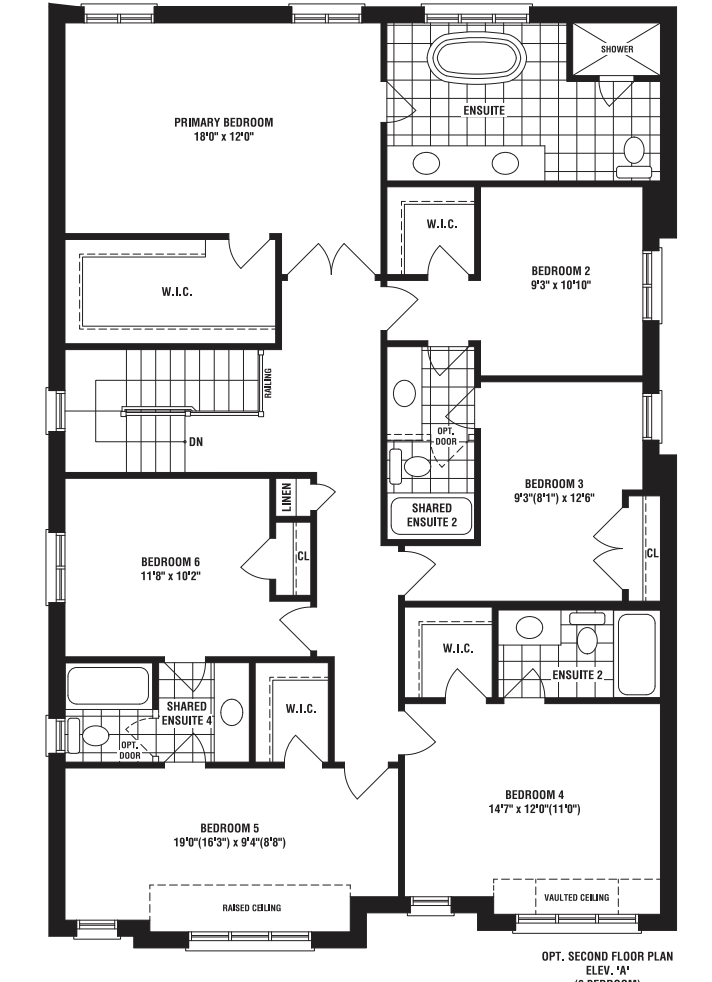 SHOWER
ENSUITE
PRIMARY BEDROOM
18'0" x 12'0"
W.I.C.
BEDROOM 2
9'3" x 10'10"
W.I.C.
RAILING
DN
OPT.
DOOR
BEDROOM 3
9'3"(8'1") x 12'6"
LINEN
SHARED
ENSUITE 2
CL
CL
BEDROOM 6
11'8" x 10'2"
W.I.C.
ENSUITE 2
SHARED
ENSUITE 4
W.I.C.
OPT.
DOOR
BEDROOM 4
14'7" x 12'0"(11'0")
BEDROOM 5
19'0"(16'3") x 9'4"(8'8")
VAULTED CEILING
RAISED CEILING
OPT. SECOND FLOOR PLAN
ELEV. 'A'